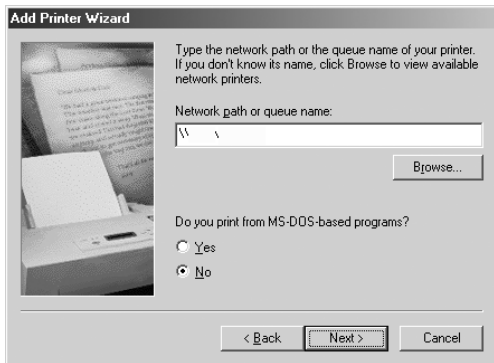 Add Printer Wizard
Type the network path or the queue name of your printer.
If you don't know its name, click Browse to view available
network printers.
Network path or queue name:
\\ \
Browse...
Do you print from MS-DOS-based programs?
Yes
No
< Back Next > Cancel